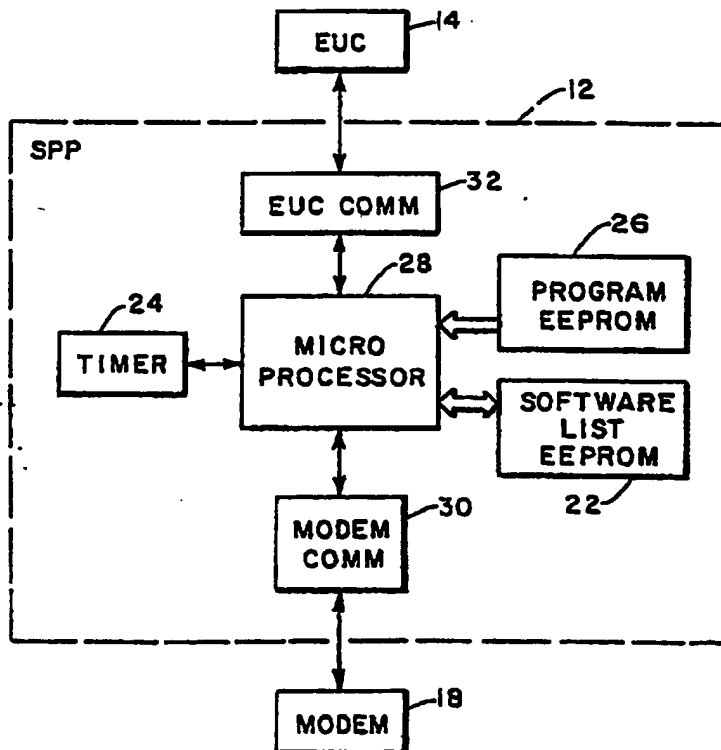 EUC
14
12
SPP
EUC COMM
32
26
PROGRAM
EEPROM
28
24
TIMER
MICRO
PROCESSOR
SOFTWARE
LIST
EEPROM
22
30
MODEM
COMM
18
MODEM